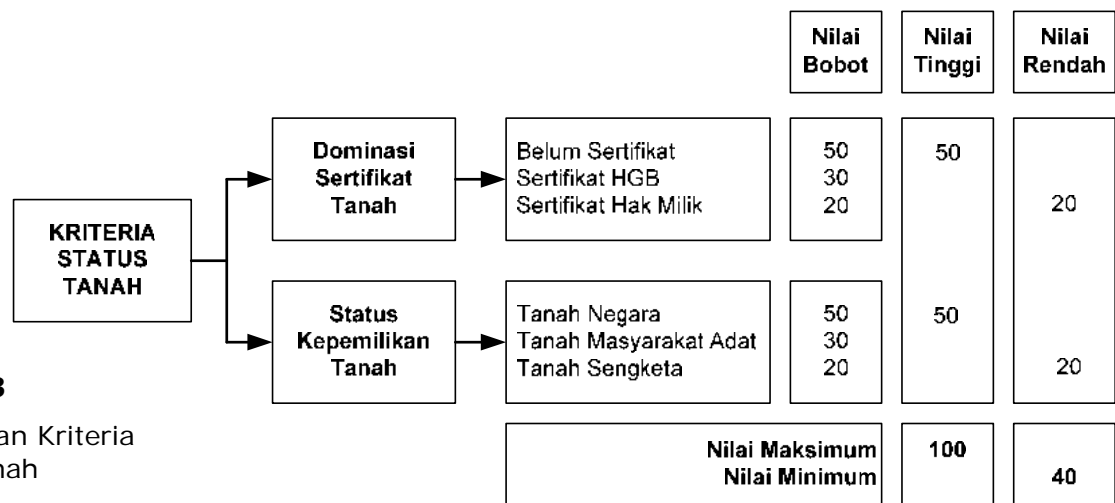 Nilai
Bobot
Nilai
Tinggi
Nilai
Rendah
KRITERIA
STATUS
TANAH
Dominasi
Sertifikat
Tanah
Belum Sertifikat 50 50
Sertifikat HGB 30
Sertifikat Hak Milik 20 20
Status
Kepemilikan
Tanah
Tanah Negara 50 50
Tanah Masyarakat Adat 30
Tanah Sengketa 20 20
Nilai Maksimum 100
Nilai Minimum 40
an Kriteria
nah